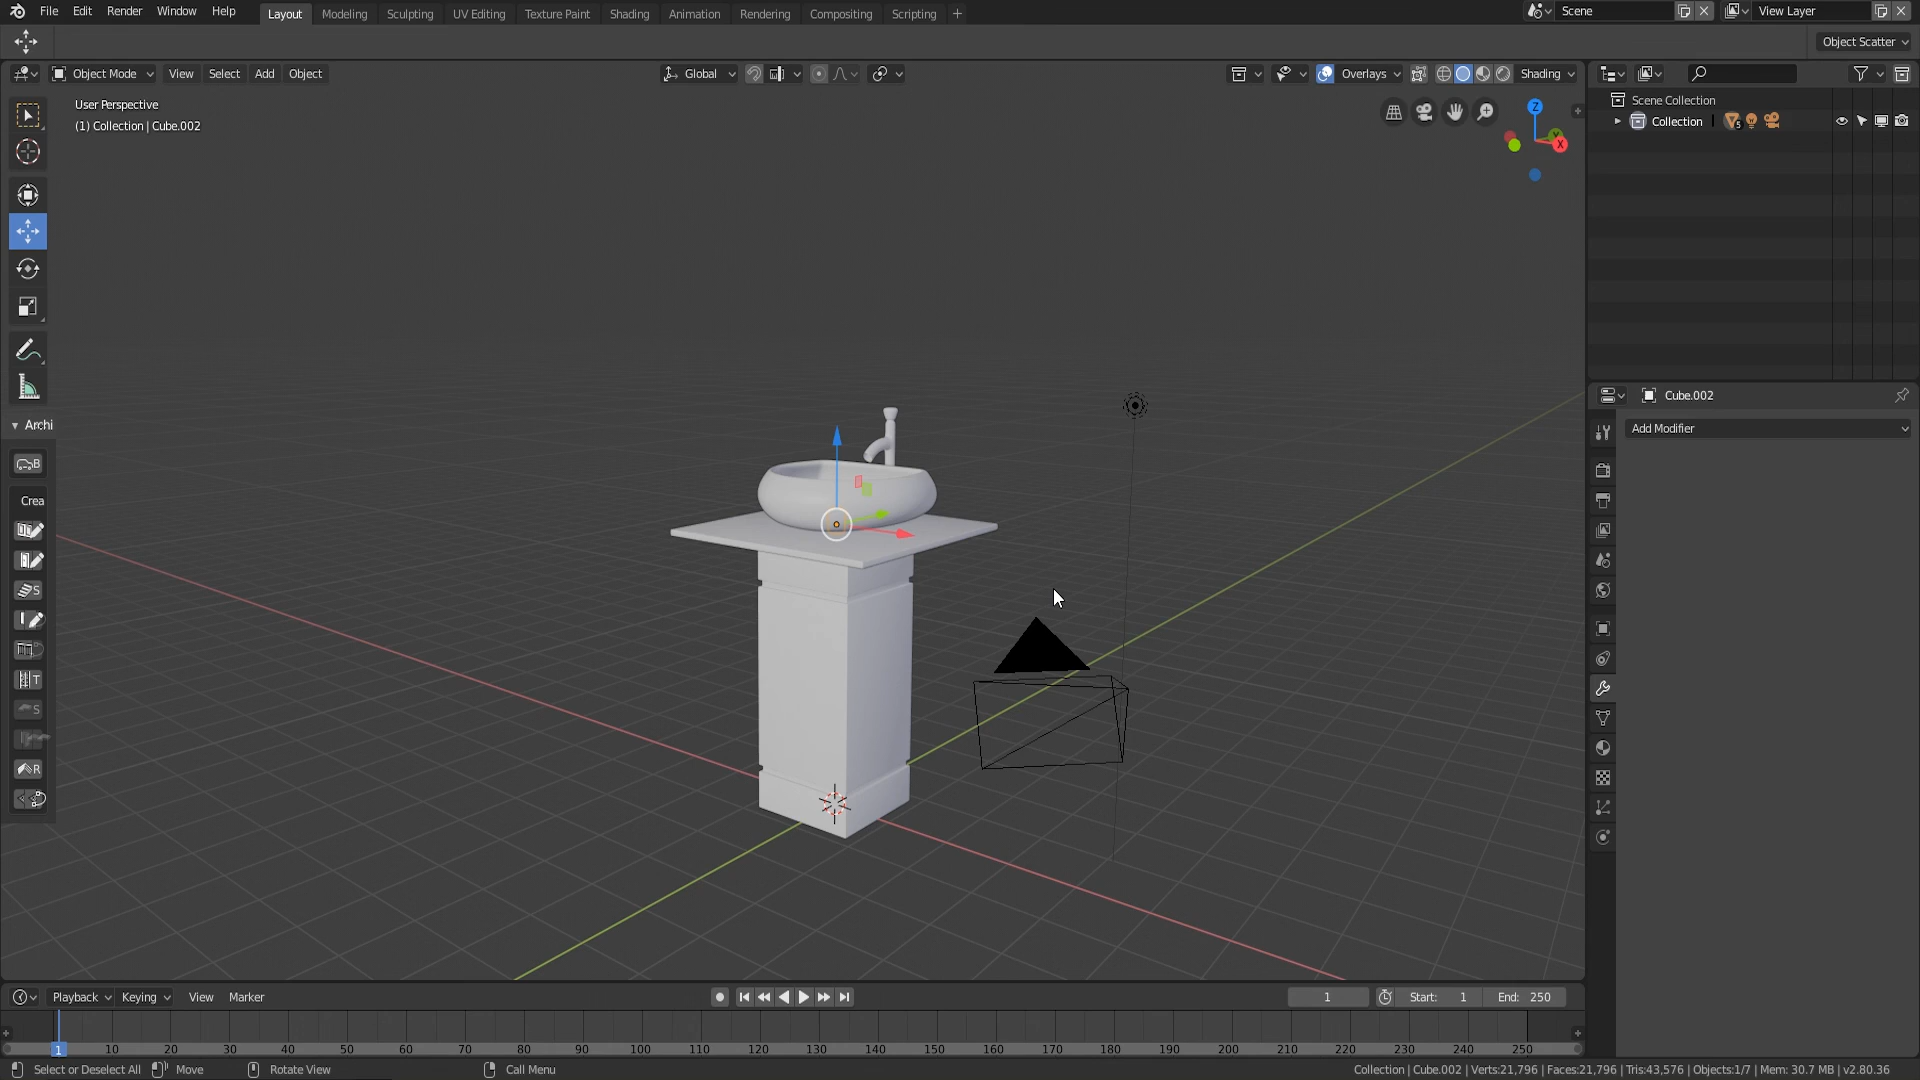 File Edit Render Window Help Layout Modeling Sculpting UV Editing Texture Paint Shading Animation Rendering Compositing Scripting + Scene View Layer
Object Scatter
Object Mode View Select Add Object Global Overlays Shading
User Perspective
(1) Collection | Cube.002
Z
Y
X
Scene Collection
Collection
5
Cube.002
Add Modifier
Archi
B
Crea
S
T
S
R
Playback Keying View Marker 1 Start: 1 End: 250
1 10 20 30 40 50 60 70 80 90 100 110 120 130 140 150 160 170 180 190 200 210 220 230 240 250
Select or Deselect All Move Rotate View Call Menu Collection | Cube.002 | Verts:21,796 | Faces:21,796 | Tris:43,576 | Objects:1/7 | Mem: 30.7 MB | v2.80.36